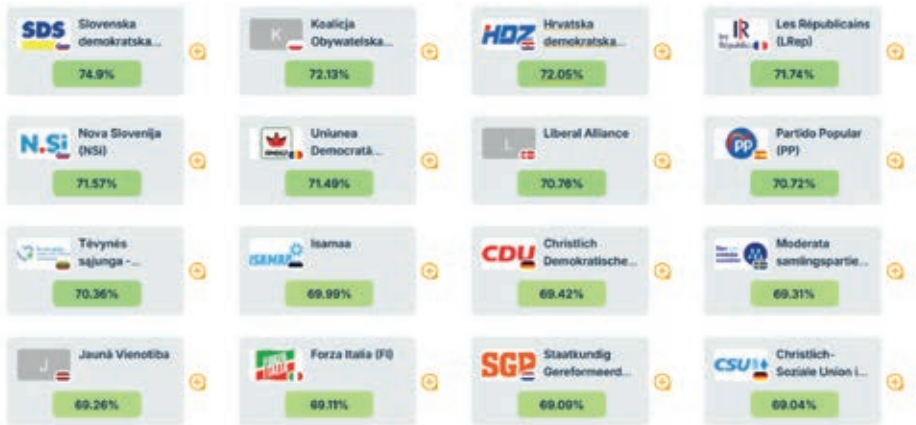 SDS
Slovenska
demokratska...
74.9%
K
Koalicja
Obywatelska...
72.13%
HDZ
Hrvatska
demokratska...
72.05%
Les Républicains
(LRep)
71.74%
N.Si
Nova Slovenija
(NSi)
71.57%
Uniunea
Democrată...
71.49%
L
Liberal Alliance
70.76%
PP
Partido Popular
(PP)
70.72%
Tėvynės
sąjunga -...
70.36%
ISAMAA
Isamaa
69.99%
CDU
Christlich
Demokratische...
69.42%
Moderata
samlingspartie...
69.31%
J
Jaunā Vienotība
69.26%
FORZA
ITALIA
Forza Italia (FI)
69.11%
SGP
Staatkundig
Gereformeerd...
69.09%
CSU
Christlich-
Soziale Union i...
69.04%